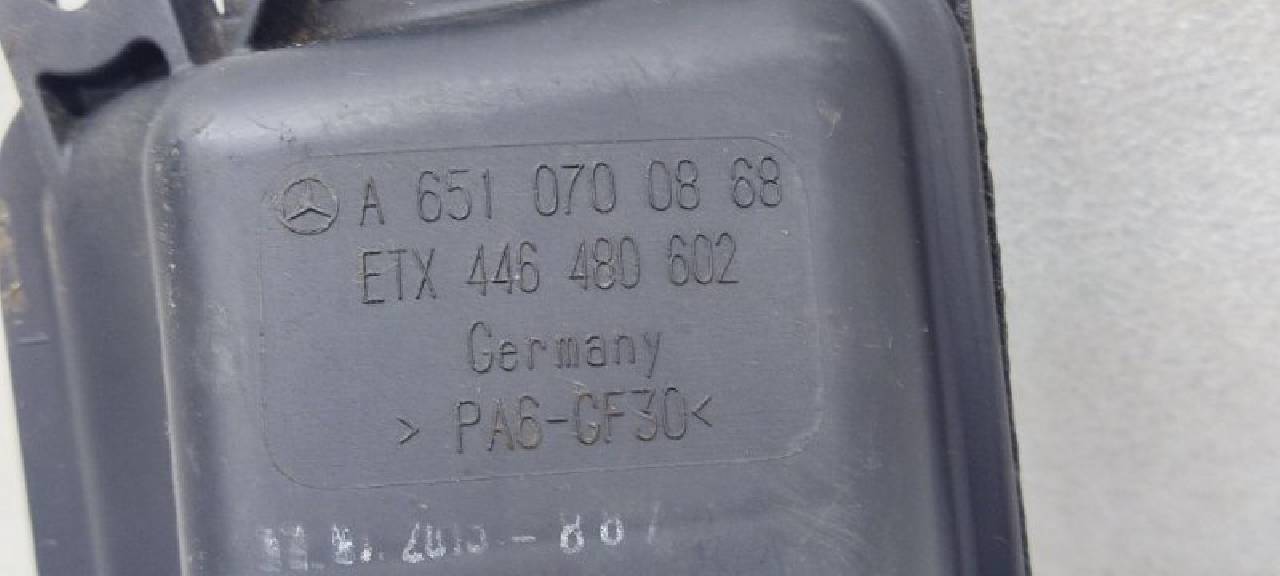 A 651 070 08 68
ETX 446 480 602
Germany
> PA6-GF30<